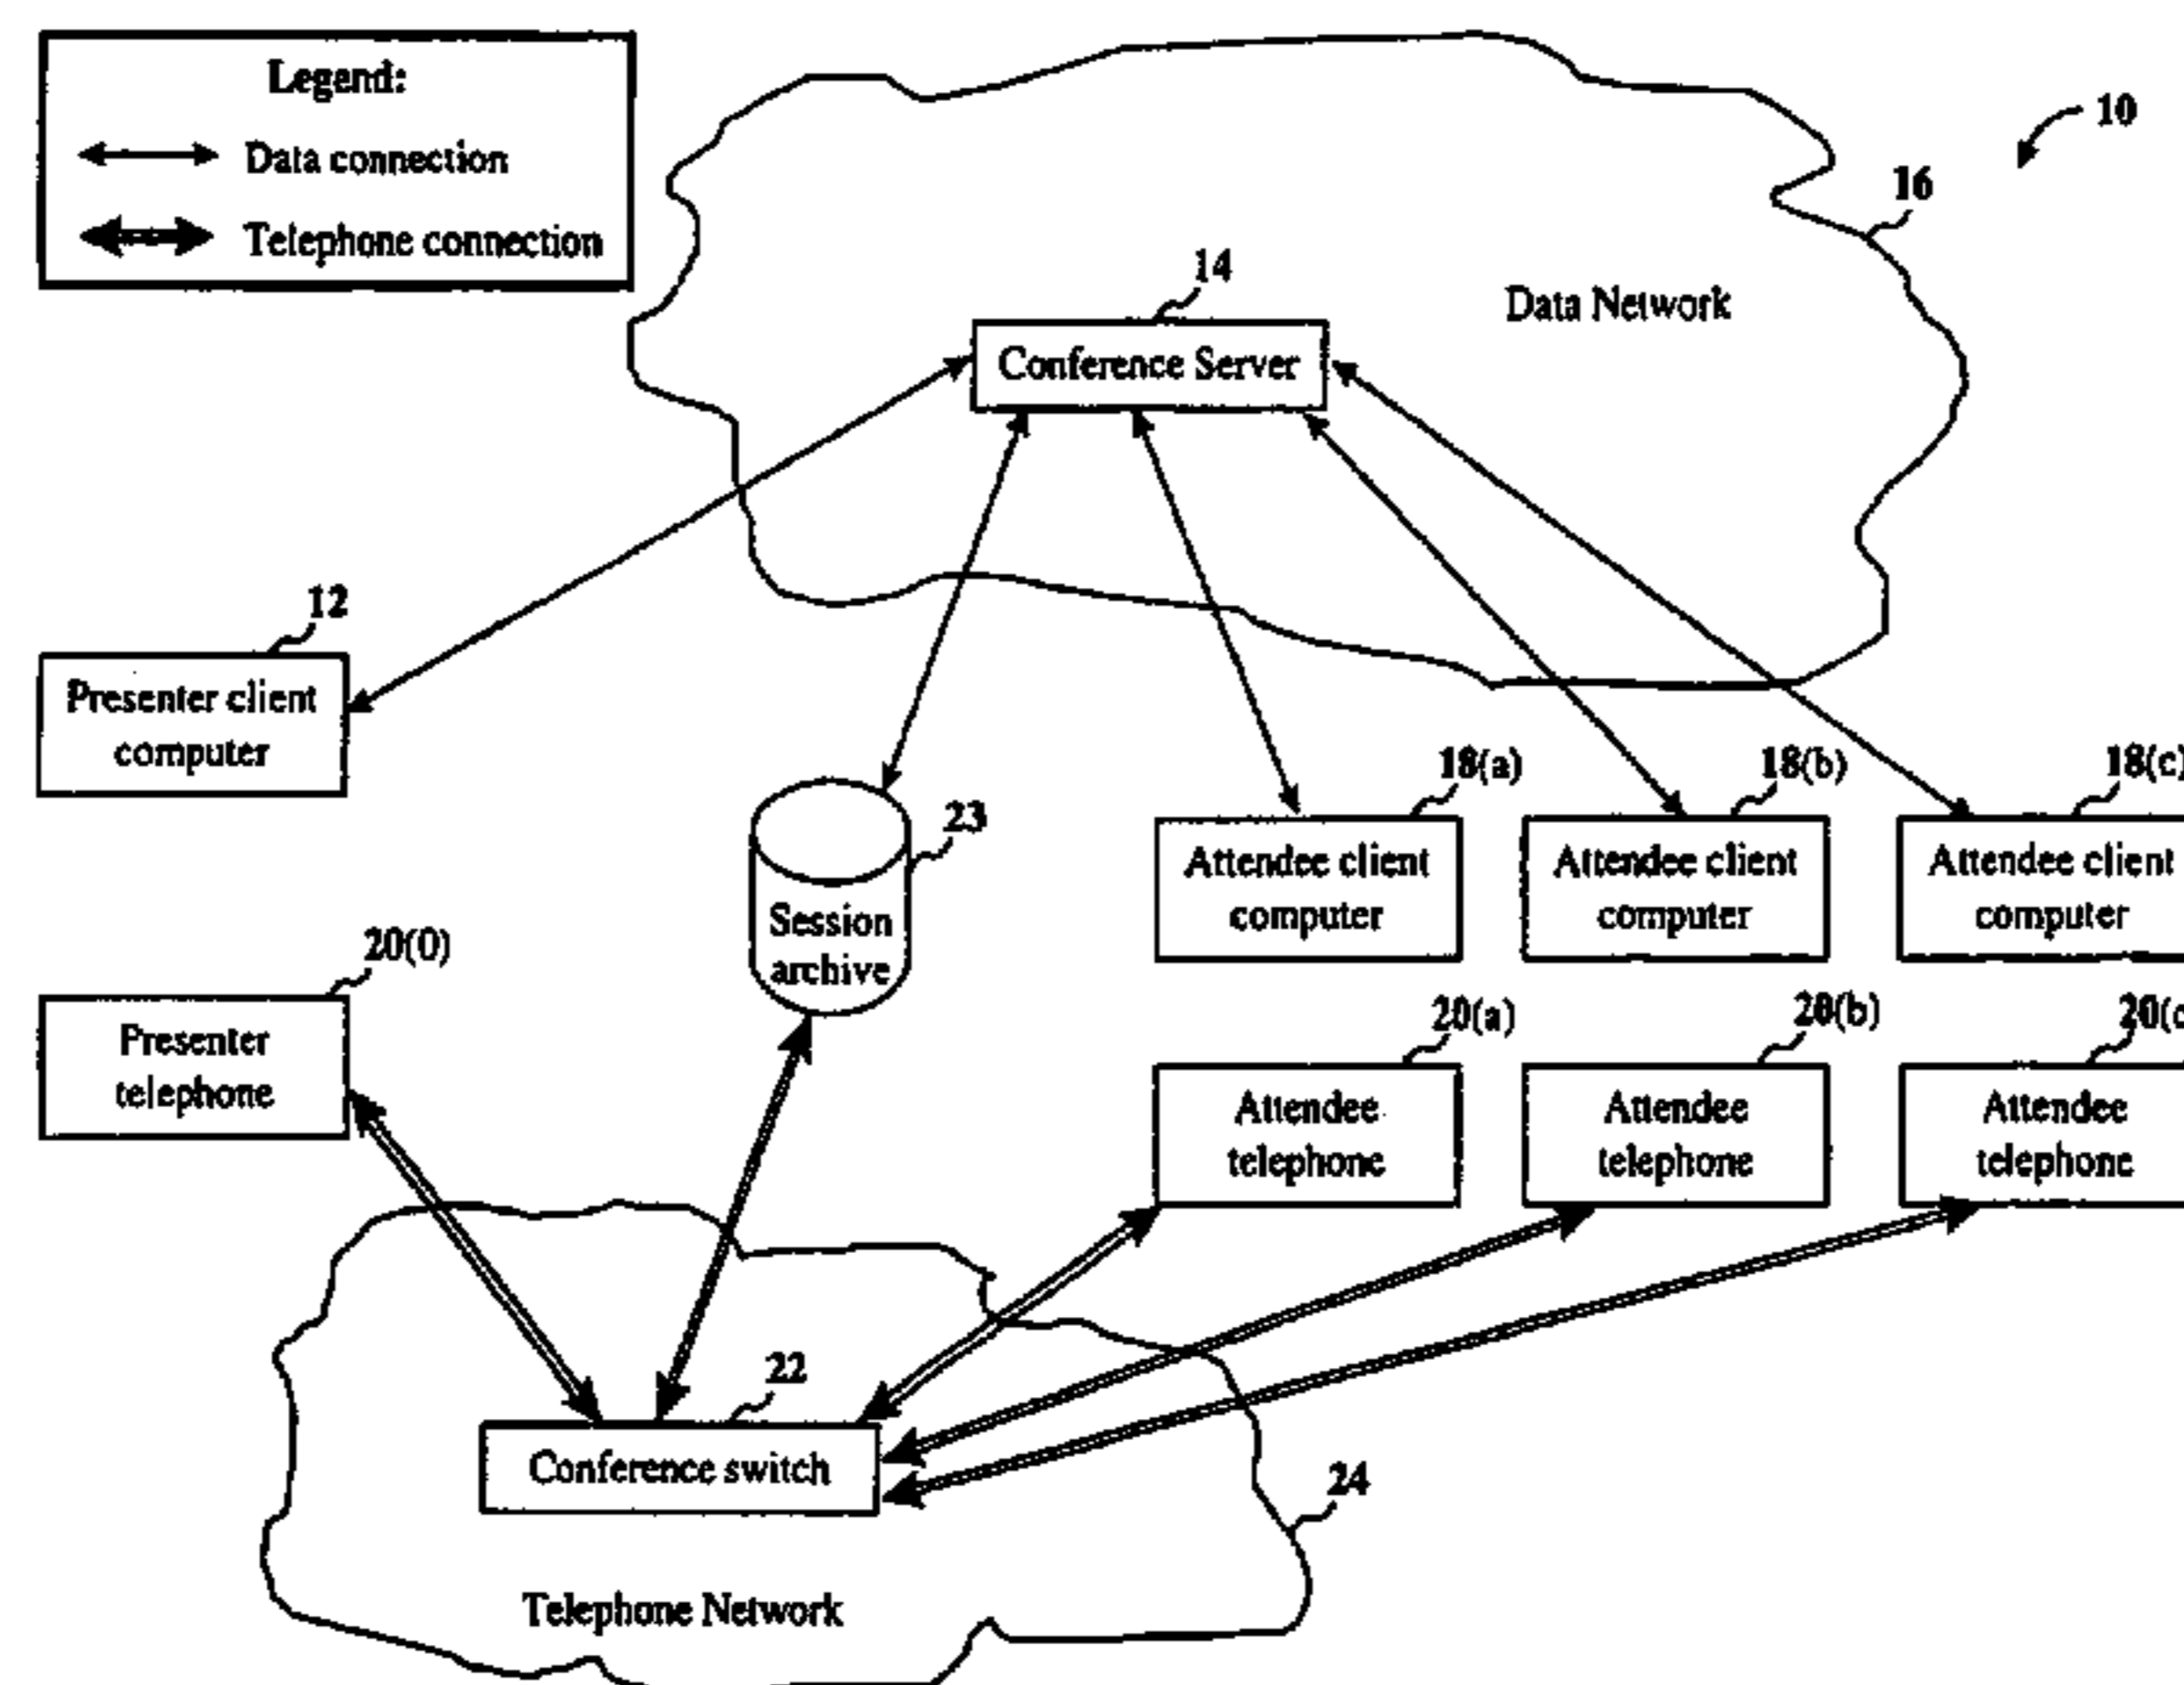 Legend:
Data connection
Telephone connection
10
16
14
Data Network
Conference Server
12
Presenter client
computer
18(a)
18(b)
18(c)
23
Attendee client
computer
Attendee client
computer
Attendee client
computer
Session
archive
20(0)
Presenter
telephone
20(a)
20(b)
20(c
Attendee
telephone
Attendee
telephone
Attendee
telephone
22
Conference switch
24
Telephone Network